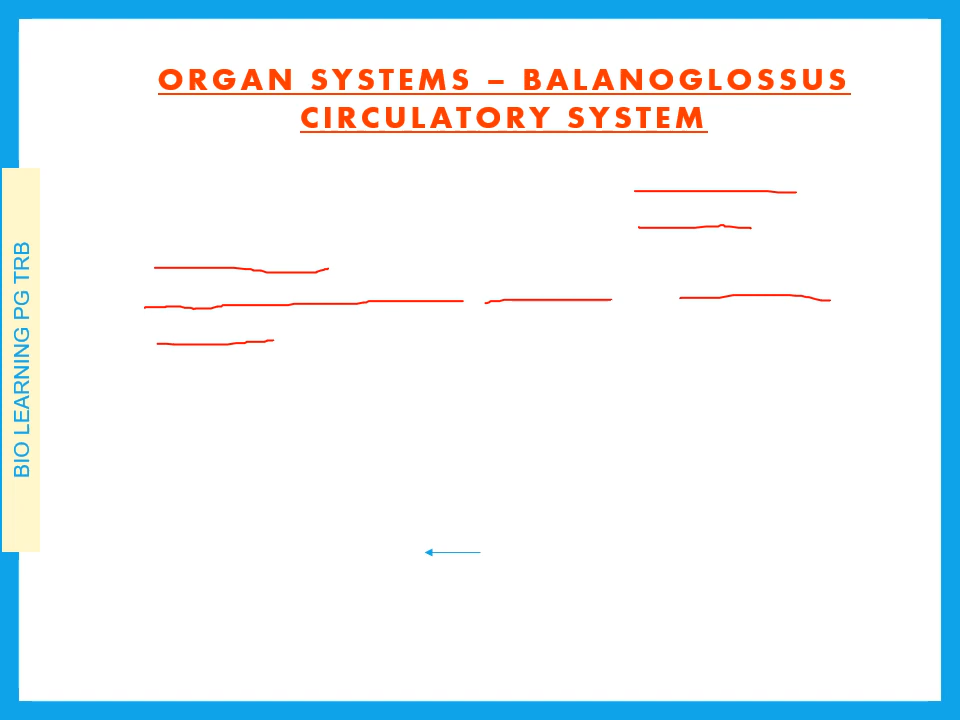 ORGAN SYSTEMS – BALANOGLOSSUS
CIRCULATORY SYSTEM
BIO LEARNING PG TRB